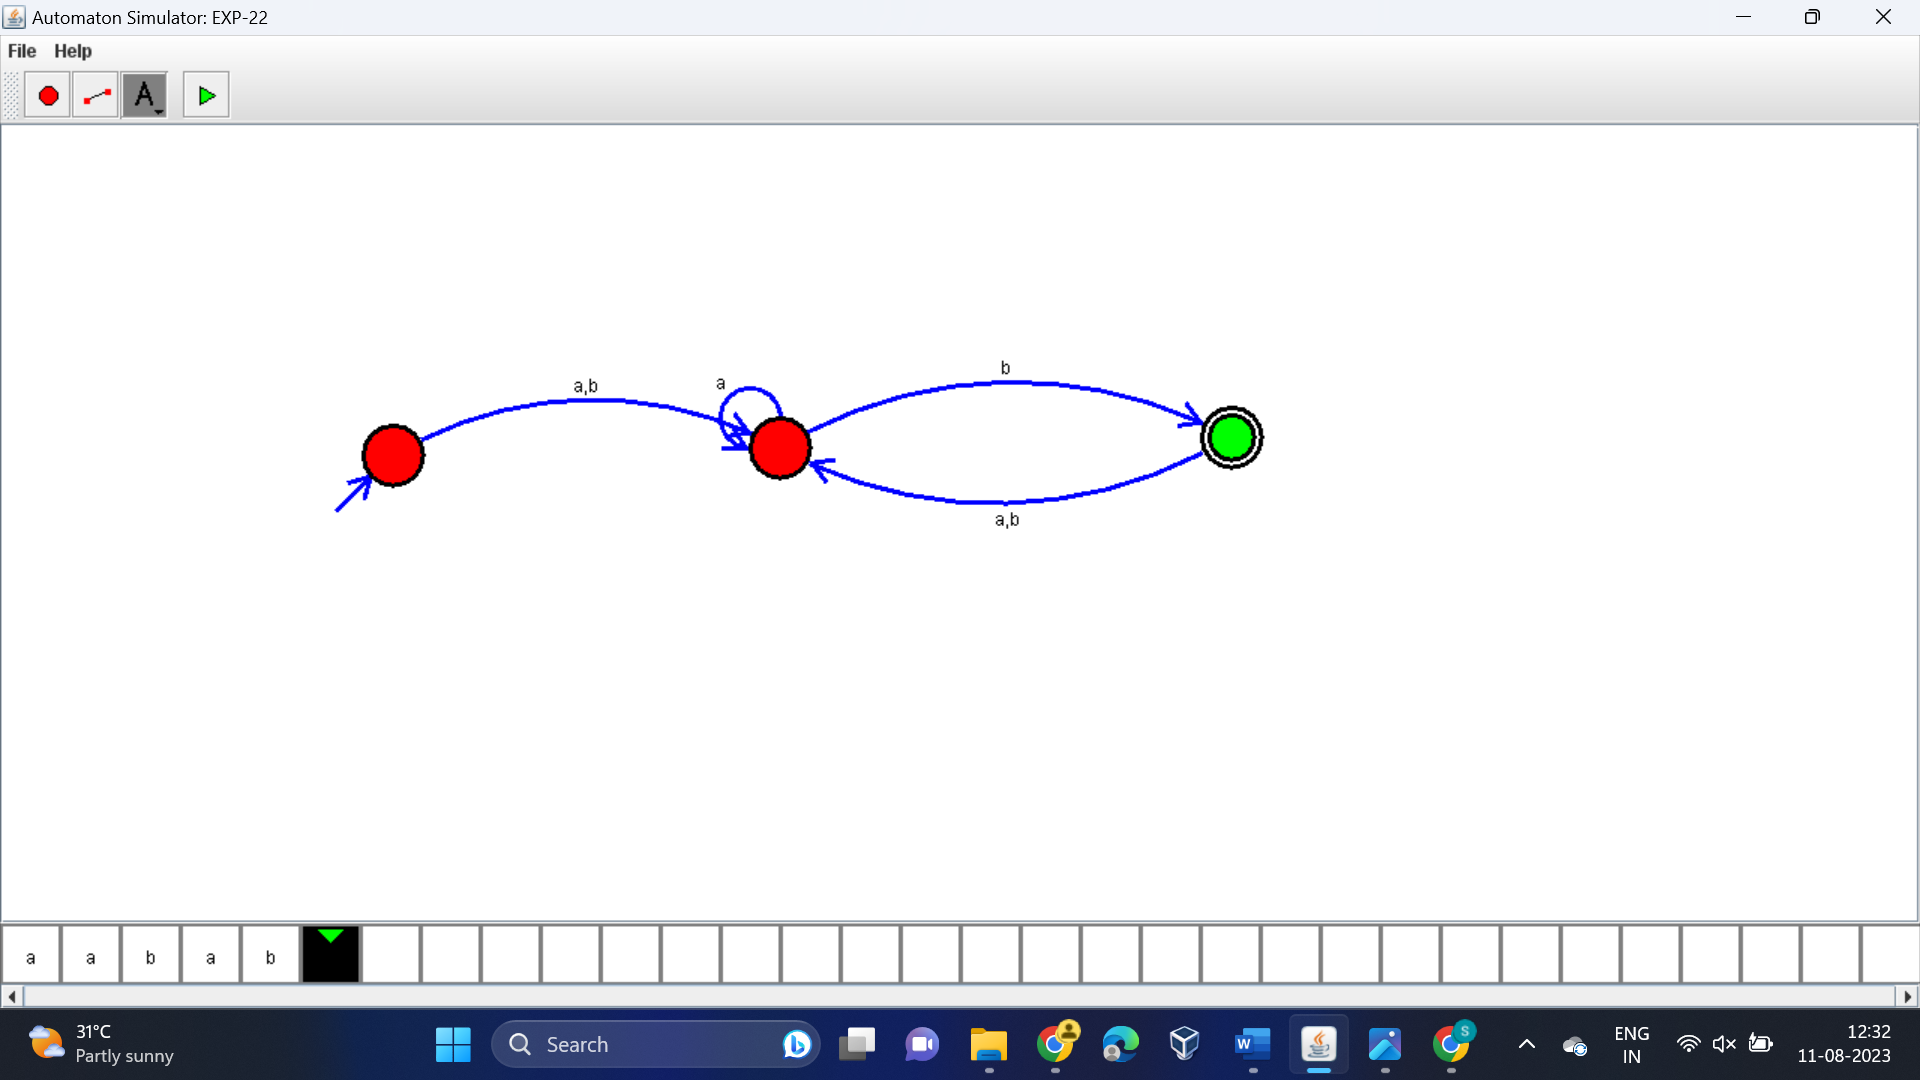 Automaton Simulator: EXP-22
File Help
A
a,b
a
b
a,b
a a b a b
31°C
Partly sunny
Search
W
S
ENG
IN
12:32
11-08-2023